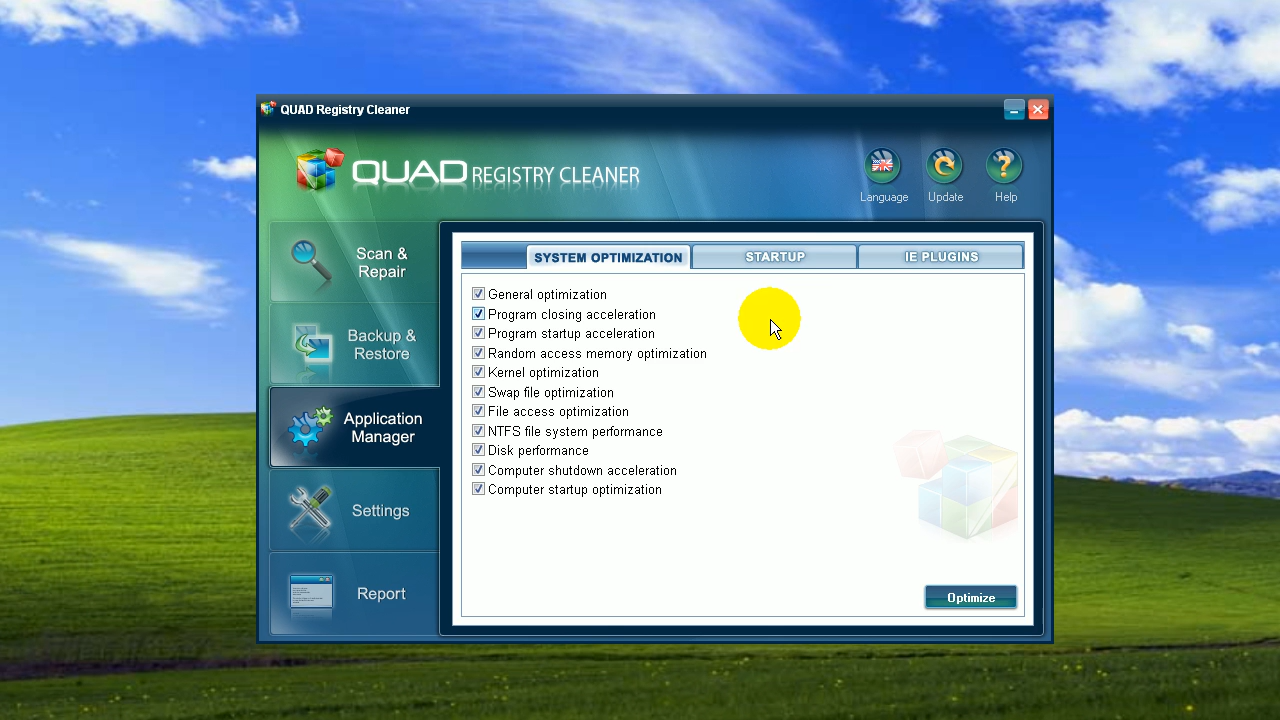 QUAD Registry Cleaner
QUAD REGISTRY CLEANER
Language
Update
Help
Scan &
Repair
Backup &
Restore
Application
Manager
Settings
Report
SYSTEM OPTIMIZATION
STARTUP
IE PLUGINS
General optimization
Program closing acceleration
Program startup acceleration
Random access memory optimization
Kernel optimization
Swap file optimization
File access optimization
NTFS file system performance
Disk performance
Computer shutdown acceleration
Computer startup optimization
Optimize